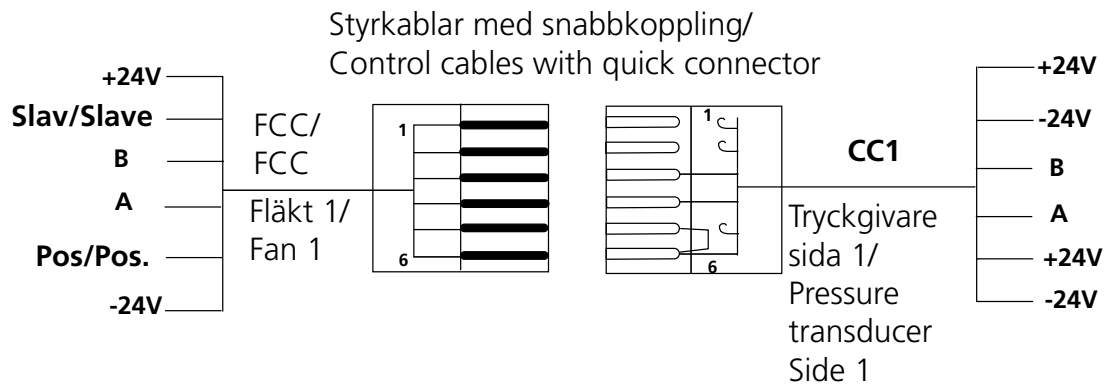 Styrkablar med snabbkoppling/
Control cables with quick connector
+24V
Slav/Slave
B
A
Pos/Pos.
-24V
FCC/
FCC
Fläkt 1/
Fan 1
1
6
1
6
CC1
Tryckgivare
sida 1/
Pressure
transducer
Side 1
+24V
-24V
B
A
+24V
-24V